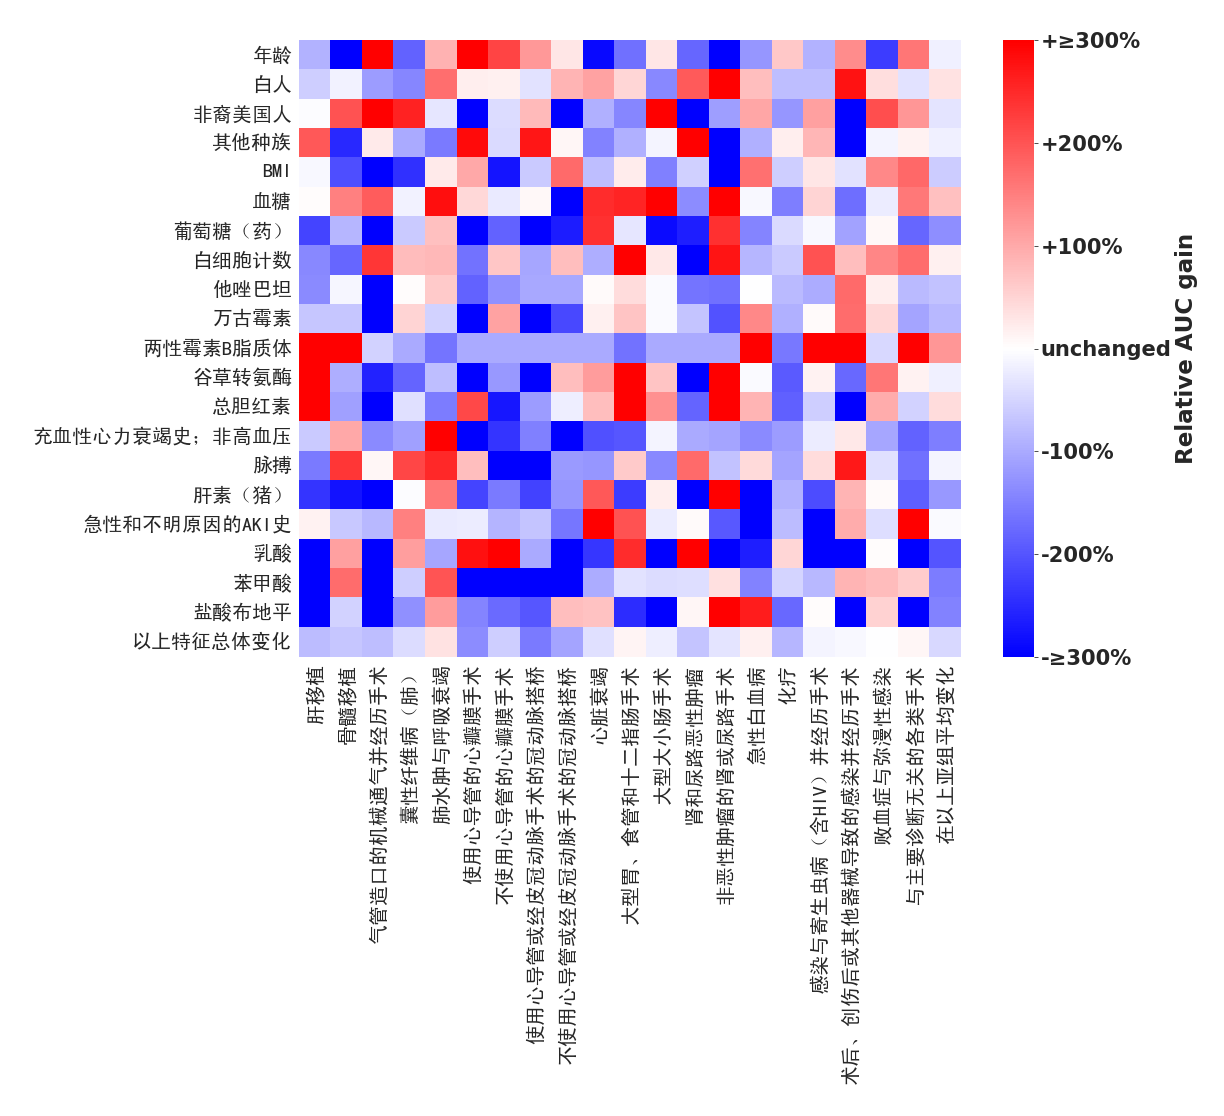 年龄
白人
非裔美国人
其他种族
BMI
血糖
葡萄糖（药）
白细胞计数
他唑巴坦
万古霉素
两性霉素B脂质体
谷草转氨酶
总胆红素
充血性心力衰竭史；非高血压
脉搏
肝素（猪）
急性和不明原因的AKI史
乳酸
苯甲酸
盐酸布地平
以上特征总体变化
肝移植
骨髓移植
气管造口的机械通气并经历手术
囊性纤维病（肺）
肺水肿与呼吸衰竭
使用心导管的心瓣膜手术
不使用心导管的心瓣膜手术
使用心导管或经皮冠动脉手术的冠动脉搭桥
不使用心导管或经皮冠动脉手术的冠动脉搭桥
心脏衰竭
大型胃、食管和十二指肠手术
大型大小肠手术
肾和尿路恶性肿瘤
非恶性肿瘤的肾或尿路手术
急性白血病
化疗
感染与寄生虫病（含HIV）并经历手术
术后、创伤后或其他器械导致的感染并经历手术
败血症与弥漫性感染
与主要诊断无关的各类手术
在以上亚组平均变化
+≥300%
+200%
+100%
unchanged
-100%
-200%
-≥300%
Relative AUC gain